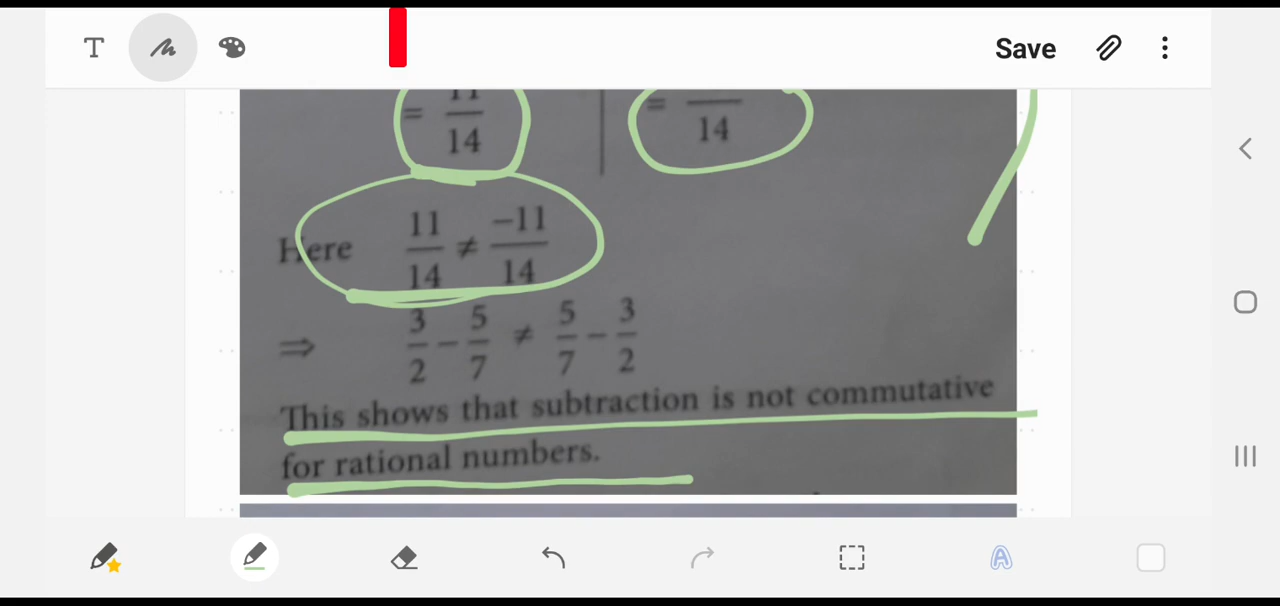 T Save
= 11/14 = /14
Here 11/14 ≠ -11/14
⇒ 3/2 - 5/7 ≠ 5/7 - 3/2
This shows that subtraction is not commutative
for rational numbers.
A